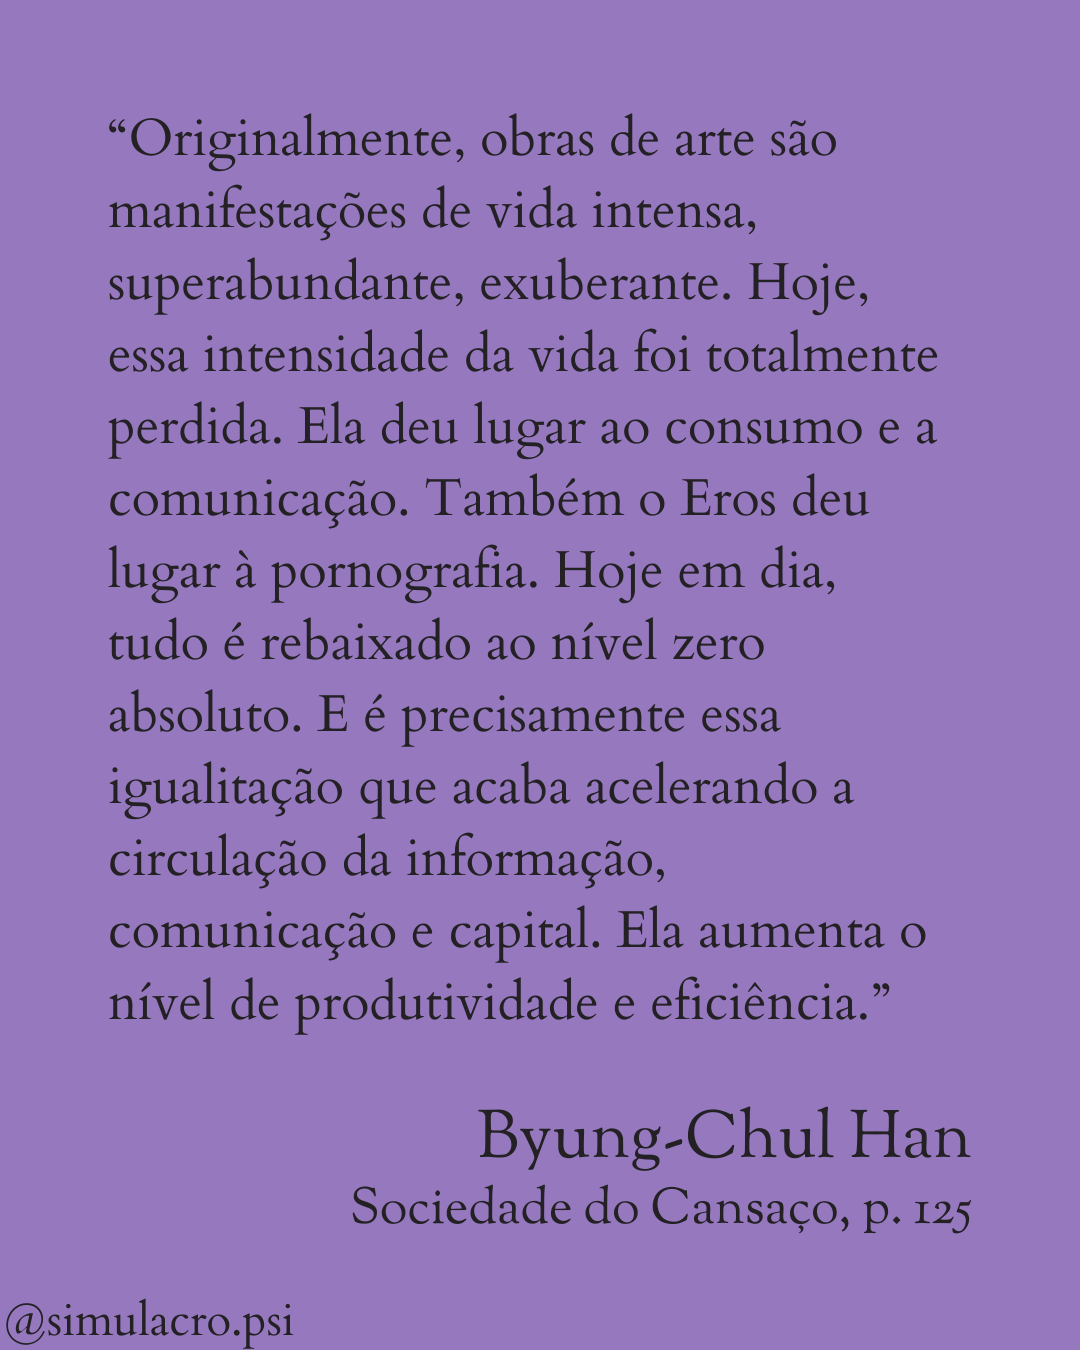 “Originalmente, obras de arte são
manifestações de vida intensa,
superabundante, exuberante. Hoje,
essa intensidade da vida foi totalmente
perdida. Ela deu lugar ao consumo e a
comunicação. Também o Eros deu
lugar à pornografia. Hoje em dia,
tudo é rebaixado ao nível zero
absoluto. E é precisamente essa
igualitação que acaba acelerando a
circulação da informação,
comunicação e capital. Ela aumenta o
nível de produtividade e eficiência.”
Byung-Chul Han
Sociedade do Cansaço, p. 125
@simulacro.psi